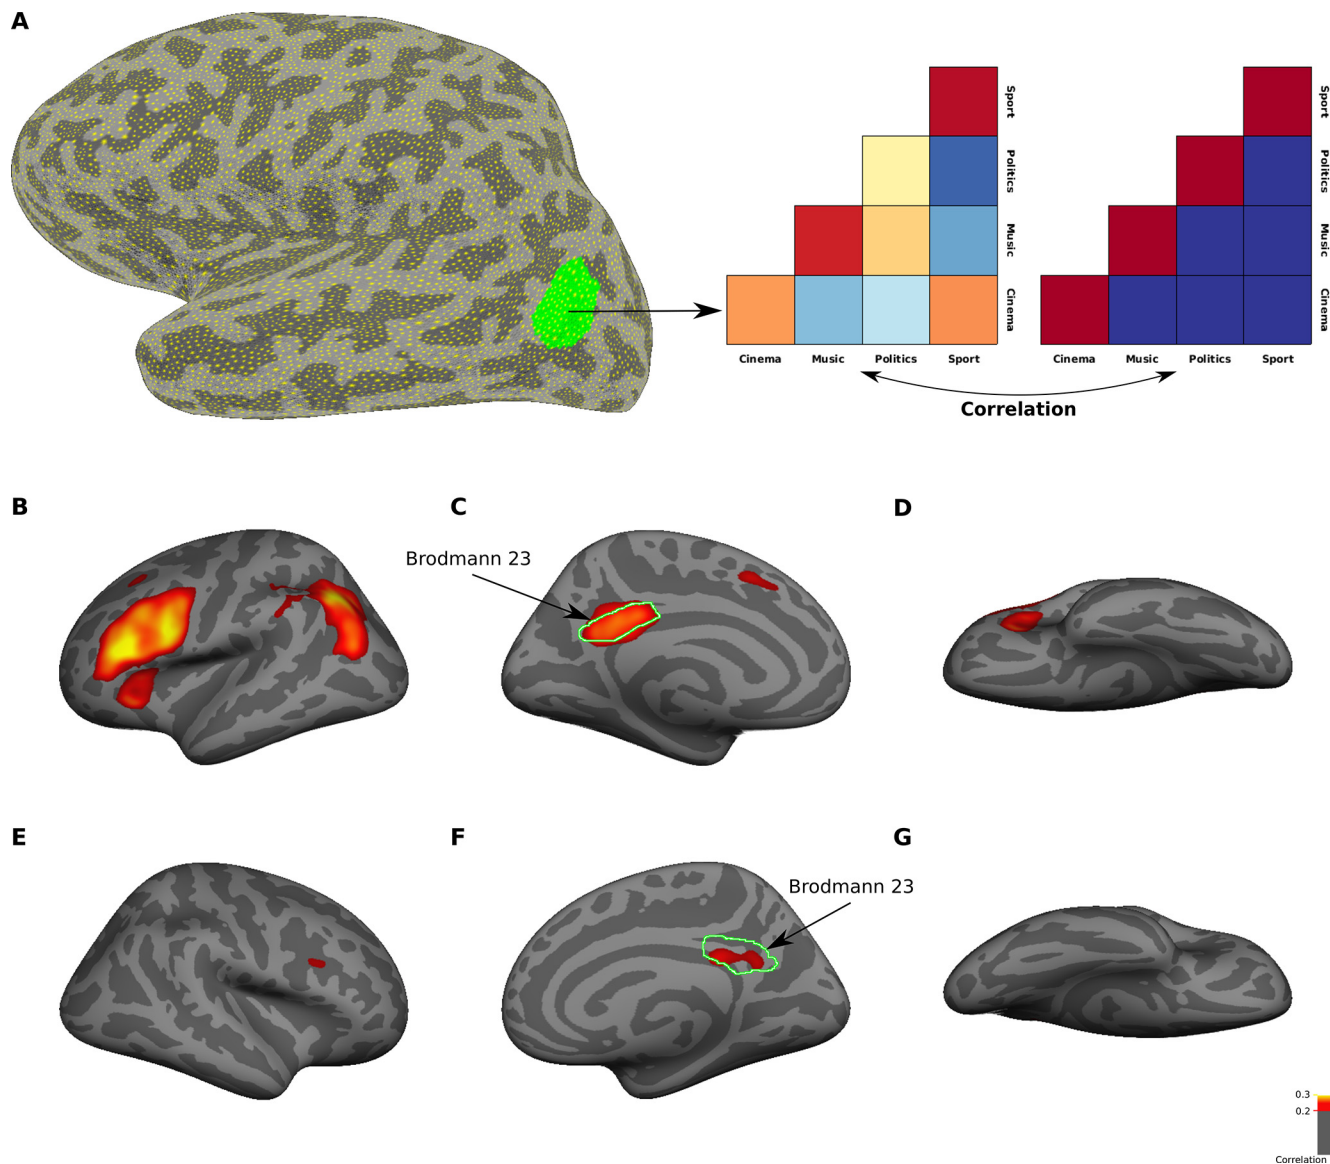 A
Sport
Politics
Music
Cinema
Cinema Music Politics Sport
Sport
Politics
Music
Cinema
Cinema Music Politics Sport
Correlation
B
C
D
Brodmann 23
E
F
G
Brodmann 23
0.3
0.2
Correlation